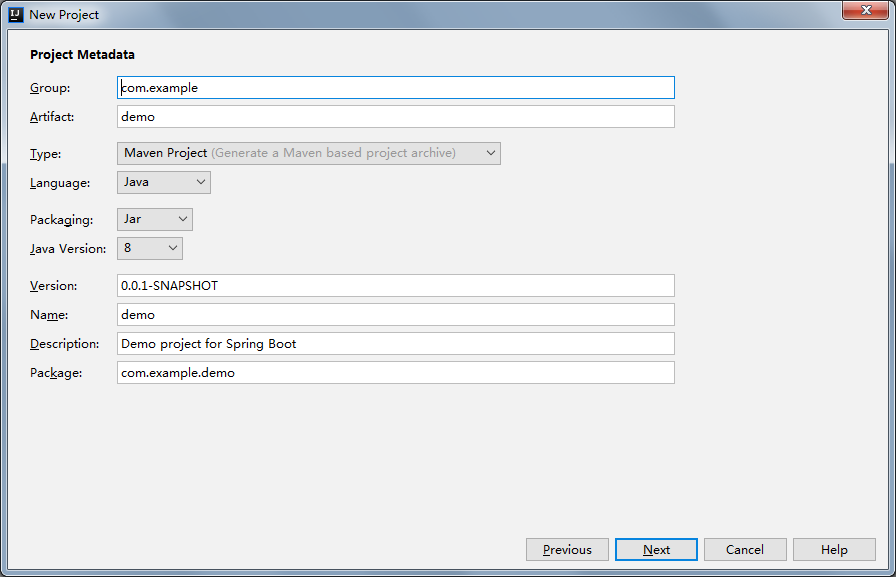 IJ New Project
Project Metadata
Group: com.example
Artifact: demo
Type: Maven Project (Generate a Maven based project archive)
Language: Java
Packaging: Jar
Java Version: 8
Version: 0.0.1-SNAPSHOT
Name: demo
Description: Demo project for Spring Boot
Package: com.example.demo
Previous Next Cancel Help